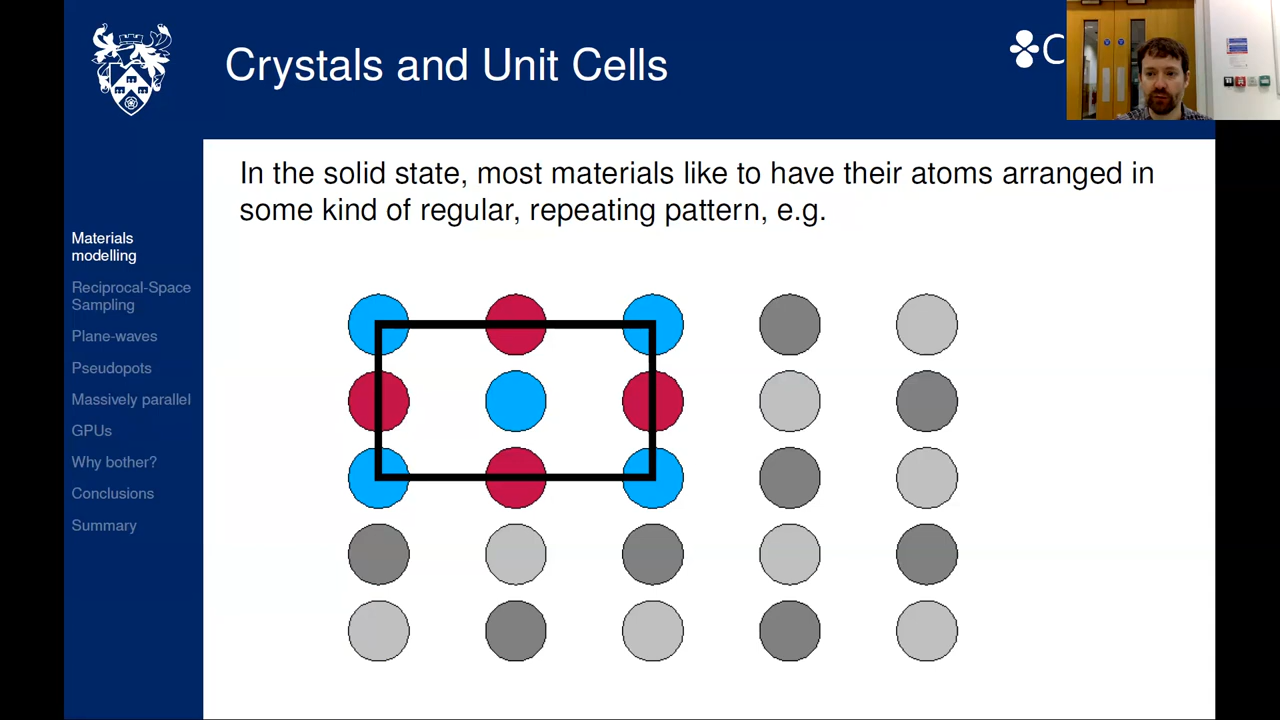 Crystals and Unit Cells
C
In the solid state, most materials like to have their atoms arranged in
some kind of regular, repeating pattern, e.g.
Materials
modelling
Reciprocal-Space
Sampling
Plane-waves
Pseudopots
Massively parallel
GPUs
Why bother?
Conclusions
Summary